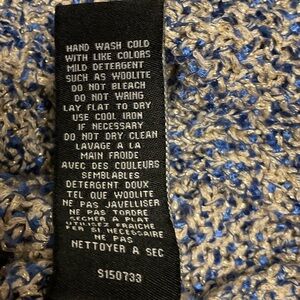 HAND WASH COLD
WITH LIKE COLORS
MILD DETERGENT
SUCH AS WOOLITE
DO NOT BLEACH
DO NOT WRING
LAY FLAT TO DRY
USE COOL IRON
IF NECESSARY
DO NOT DRY CLEAN
LAVAGE A LA
MAIN FROIDE
AVEC DES COULEURS
SEMBLABLES
DETERGENT DOUX
TEL QUE WOOLITE
NE PAS JAVELLISER
NE PAS TORDRE
SECHER A PLAT
UTILISEZ FRAICHE
FER SI NECESSAIRE
NE PAS
NETTOYER A SEC
S150733